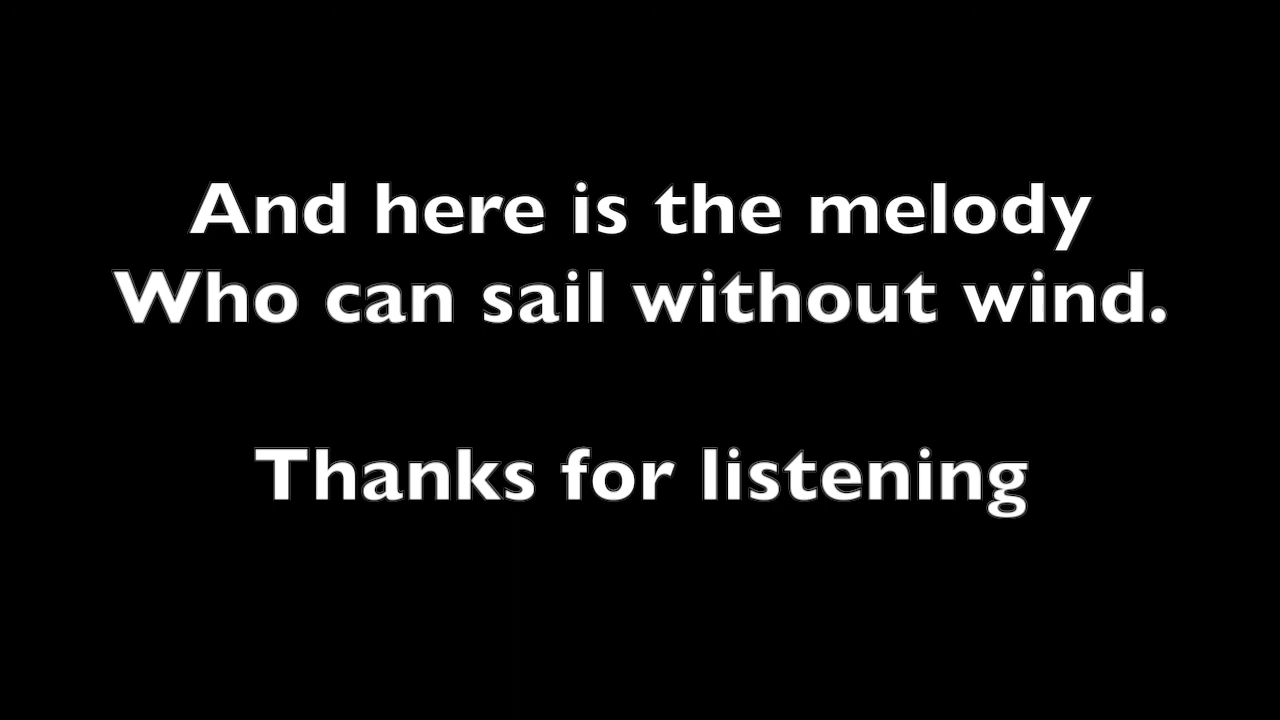 And here is the melody
Who can sail without wind.
Thanks for listening